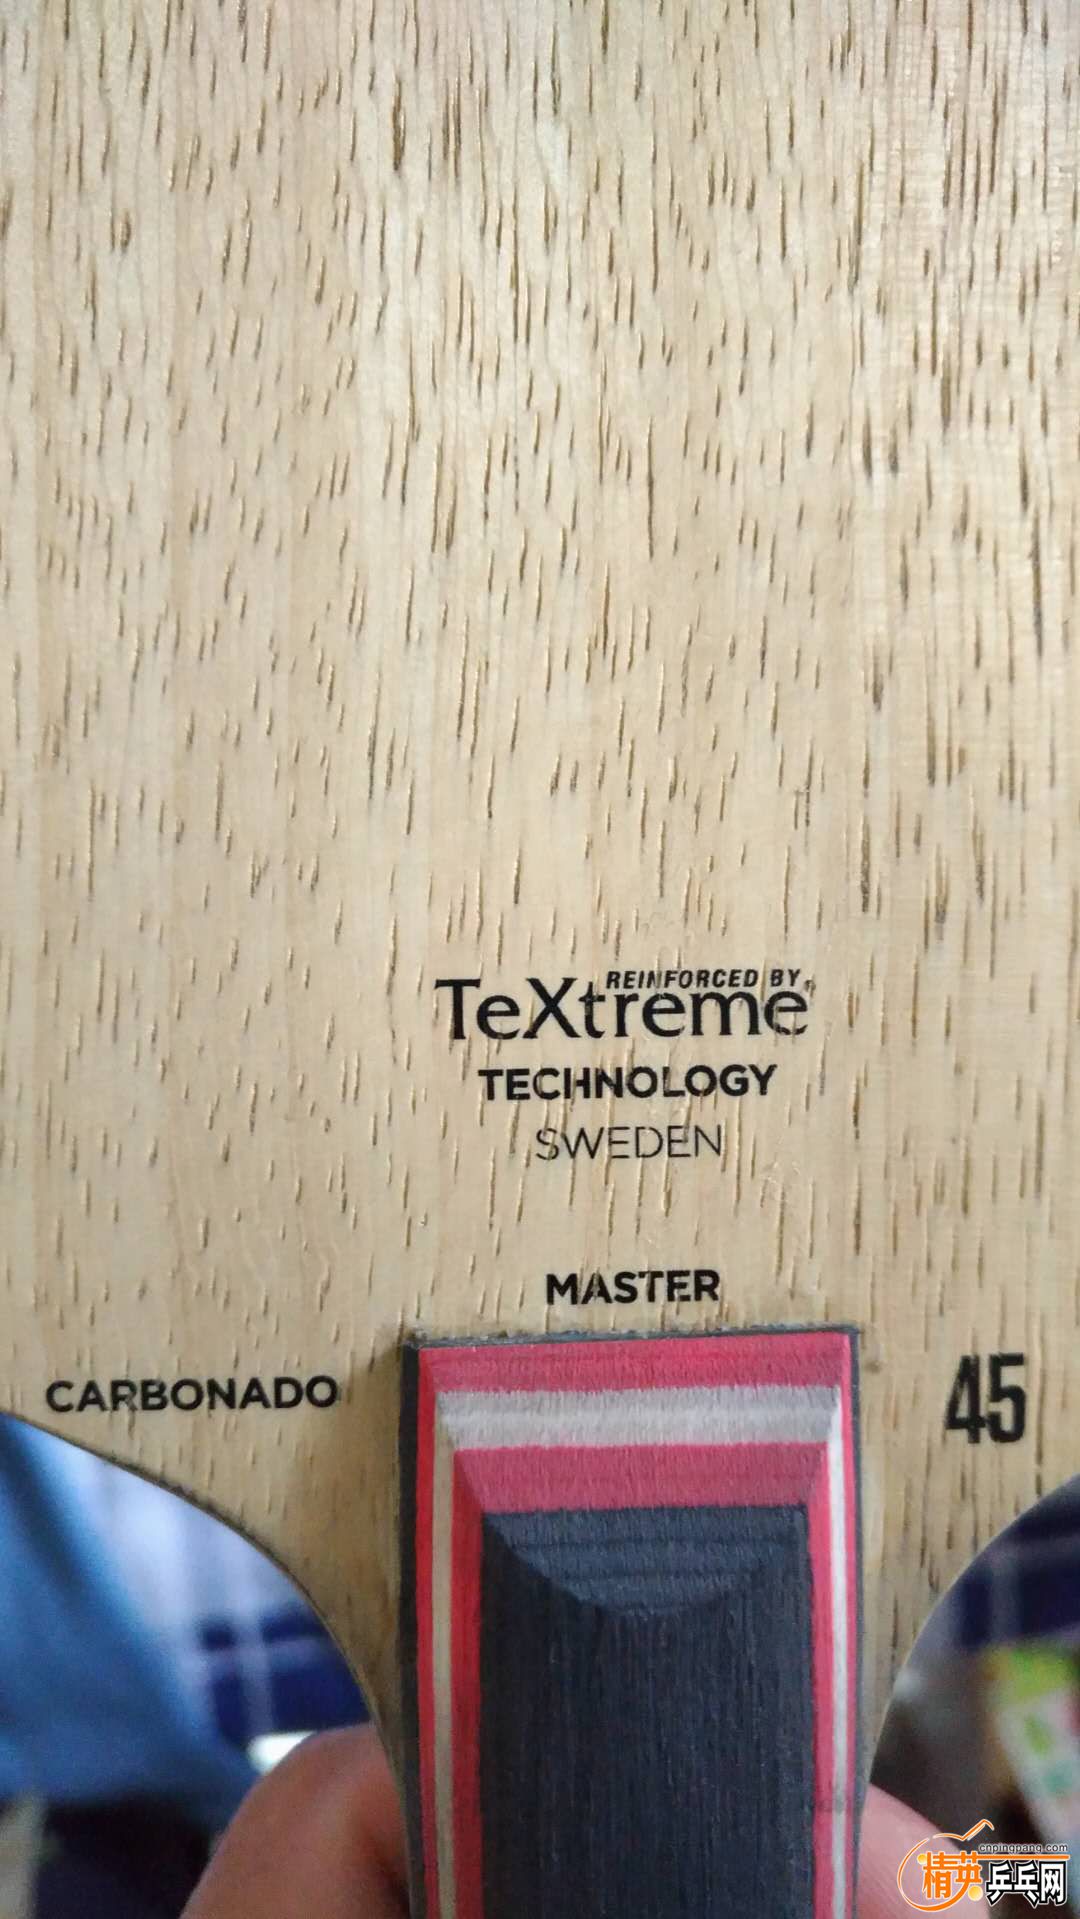 REINFORCED BY
TeXtreme
TECHNOLOGY
SWEDEN
MASTER
CARBONADO
45
cnpingpang.com
精英乒乓网